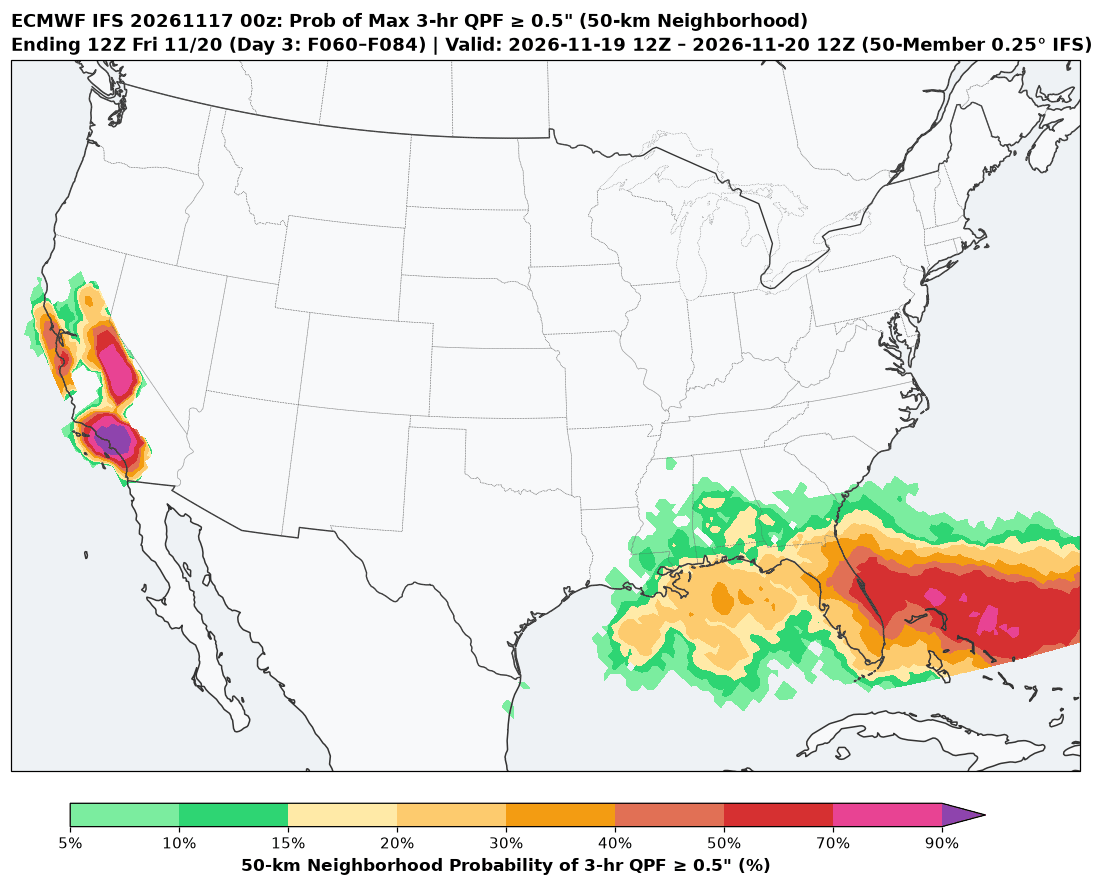 ECMWF IFS 20261117 00z: Prob of Max 3-hr QPF ≥ 0.5" (50-km Neighborhood)
Ending 12Z Fri 11/20 (Day 3: F060–F084) | Valid: 2026-11-19 12Z – 2026-11-20 12Z (50-Member 0.25° IFS)
5% 10% 15% 20% 30% 40% 50% 70% 90%
50-km Neighborhood Probability of 3-hr QPF ≥ 0.5" (%)